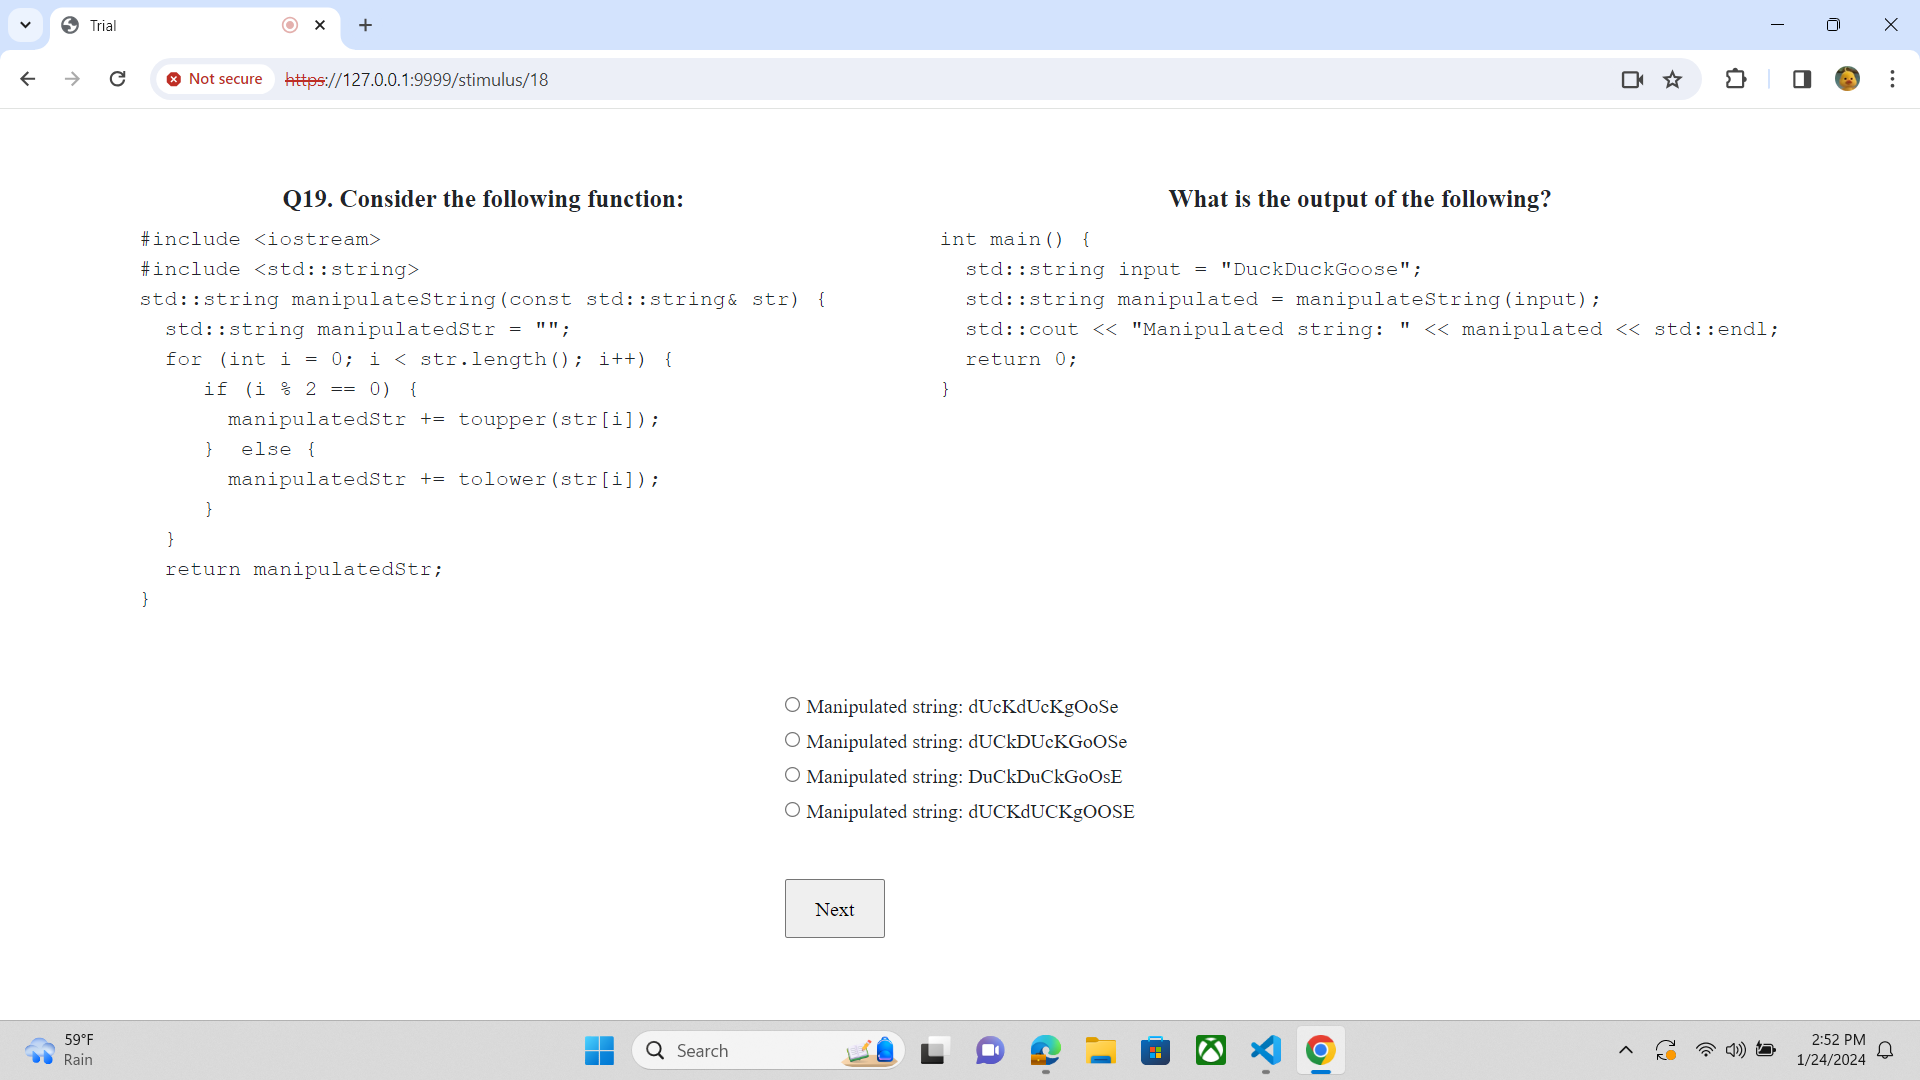 Trial
Not secure
https://127.0.0.1:9999/stimulus/18
Q19. Consider the following function:
#include <iostream>
#include <std::string>
std::string manipulateString(const std::string& str) {
std::string manipulatedStr = "";
for (int i = 0; i < str.length(); i++) {
if (i % 2 == 0) {
manipulatedStr += toupper(str[i]);
} else {
manipulatedStr += tolower(str[i]);
}
}
return manipulatedStr;
}
What is the output of the following?
int main() {
std::string input = "DuckDuckGoose";
std::string manipulated = manipulateString(input);
std::cout << "Manipulated string: " << manipulated << std::endl;
return 0;
}
Manipulated string: dUcKdUcKgOoSe
Manipulated string: dUCkDUcKGoOSe
Manipulated string: DuCkDuCkGoOsE
Manipulated string: dUCKdUCKgOOSE
Next
59°F
Rain
Search
2:52 PM
1/24/2024